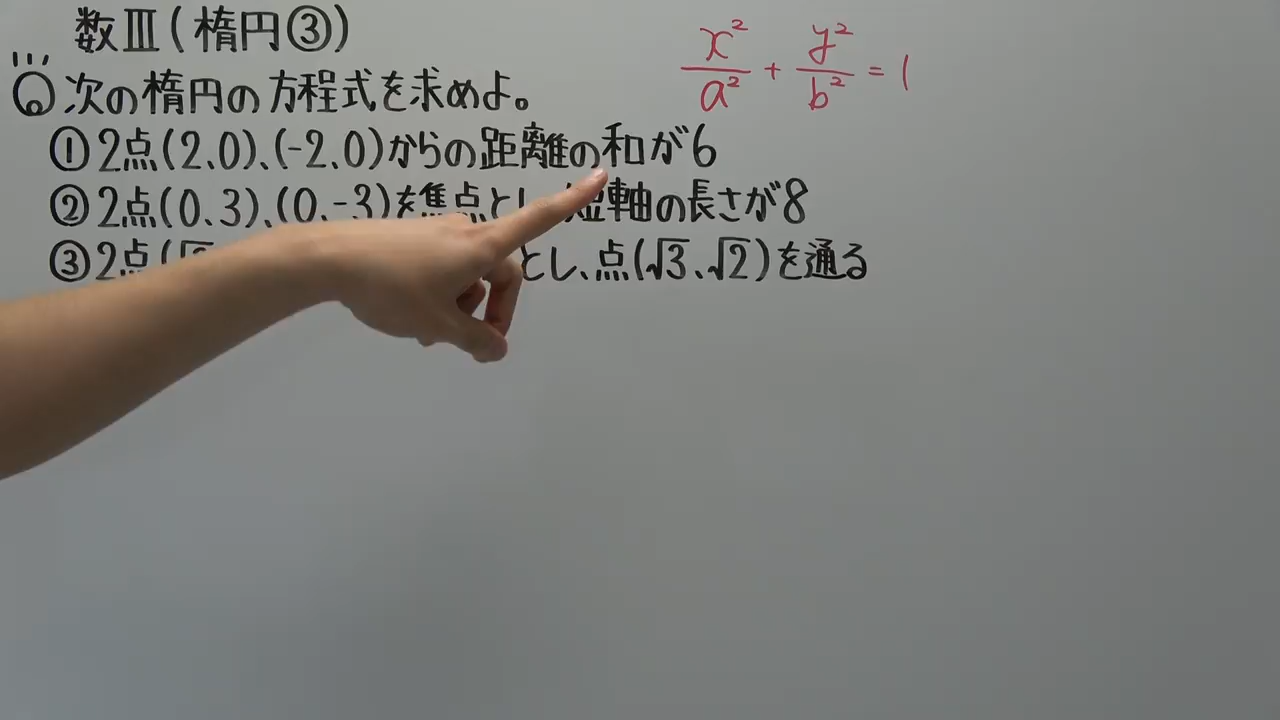 数Ⅲ(楕円③)
x²/a² + y²/b² = 1
Q 次の楕円の方程式を求めよ。
①2点(2,0)、(-2,0)からの距離の和が6
②2点(0,3)、(0,-3)を焦点とし 短軸の長さが8
③2点(√ とし、点(√3,√2)を通る